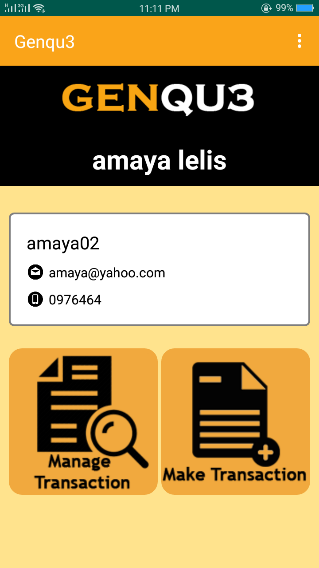 11:11 PM
99%
Genqu3
GENQU3
amaya lelis
amaya02
amaya@yahoo.com
0976464
Manage
Transaction
Make Transaction